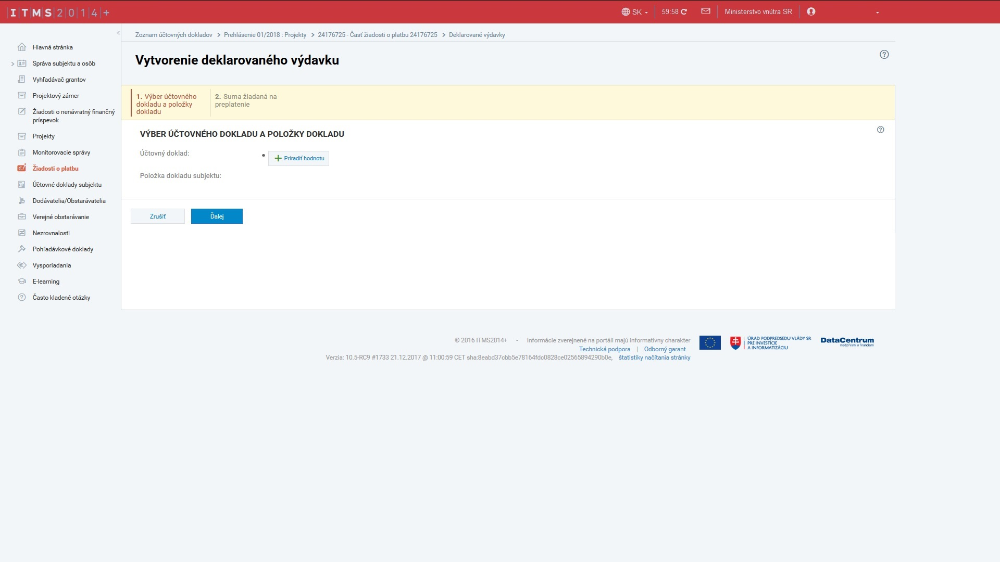 ITMS2014+
SK
59:58
Ministerstvo vnútra SR
Zoznam účtovných dokladov > Prehlásenie 01/2018 : Projekty > 24176725 - Časť žiadosti o platbu 24176725 > Deklarované výdavky
Hlavná stránka
Správa subjektu a osôb
Vyhľadávač grantov
Projektový zámer
Žiadosti o nenávratný finančný
príspevok
Projekty
Monitorovacie správy
Žiadosti o platbu
Účtovné doklady subjektu
Dodávatelia/Obstarávatelia
Verejné obstarávanie
Nezrovnalosti
Pohľadávkové doklady
Vysporiadania
E-learning
Často kladené otázky
Vytvorenie deklarovaného výdavku
1. Výber účtovného
dokladu a položky
dokladu
2. Suma žiadaná na
preplatenie
VÝBER ÚČTOVNÉHO DOKLADU A POLOŽKY DOKLADU
Účtovný doklad:
Priradiť hodnotu
Položka dokladu subjektu:
Zrušiť
Ďalej
© 2016 ITMS2014+ - Informácie zverejnené na portáli majú informatívny charakter
Technická podpora | Odborný garant
Verzia: 10.5-RC9 #1733 21.12.2017 @ 11:00:59 CET sha:8eabd37cbb5e78164fdc0828ce02565894290b0e, štatistiky načítania stránky
ÚRAD PODPREDSEDU VLÁDY SR
PRE INVESTÍCIE
A INFORMATIZÁCIU
DataCentrum
medzi Vami a financiami